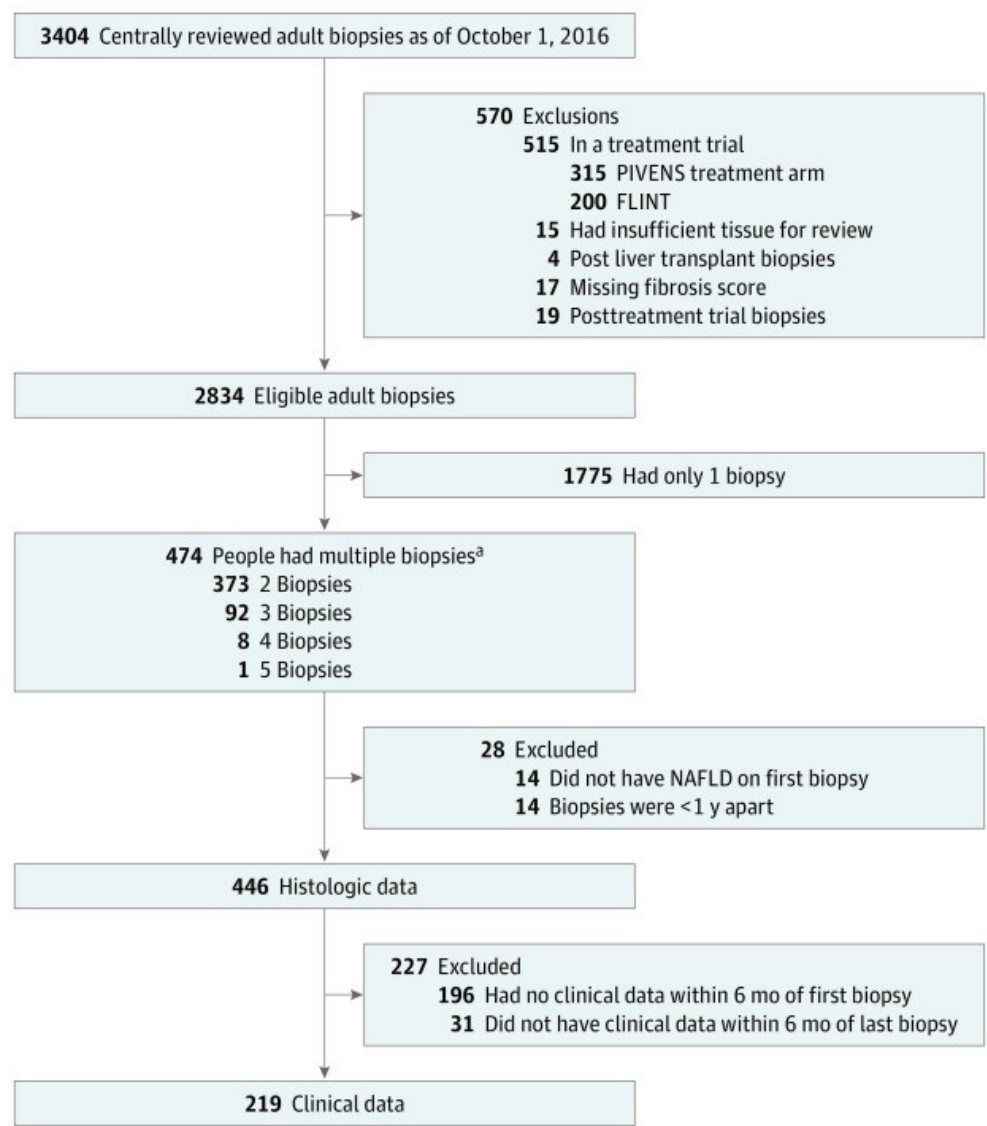 3404 Centrally reviewed adult biopsies as of October 1, 2016
570 Exclusions
515 In a treatment trial
315 PIVENS treatment arm
200 FLINT
15 Had insufficient tissue for review
4 Post liver transplant biopsies
17 Missing fibrosis score
19 Posttreatment trial biopsies
2834 Eligible adult biopsies
1775 Had only 1 biopsy
474 People had multiple biopsiesᵃ
373 2 Biopsies
92 3 Biopsies
8 4 Biopsies
1 5 Biopsies
28 Excluded
14 Did not have NAFLD on first biopsy
14 Biopsies were <1 y apart
446 Histologic data
227 Excluded
196 Had no clinical data within 6 mo of first biopsy
31 Did not have clinical data within 6 mo of last biopsy
219 Clinical data